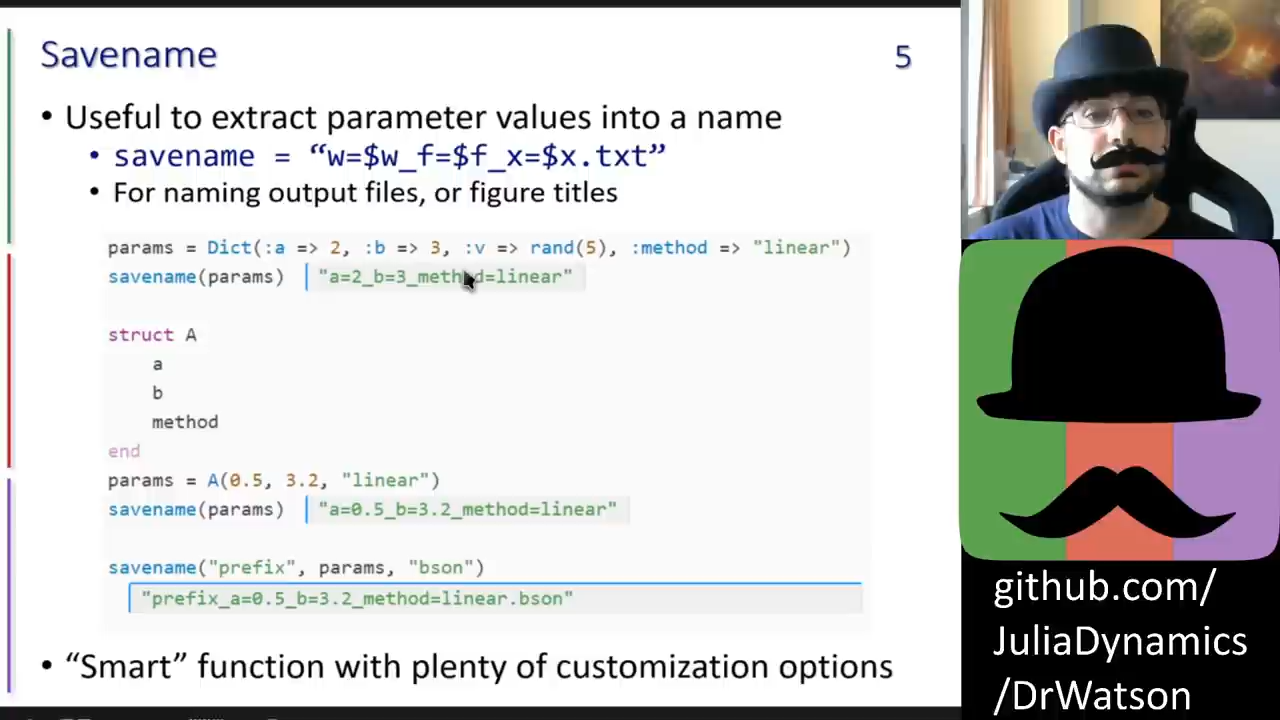 Savename
5
• Useful to extract parameter values into a name
• savename = “w=$w_f=$f_x=$x.txt”
• For naming output files, or figure titles
params = Dict(:a => 2, :b => 3, :v => rand(5), :method => "linear")
savename(params) "a=2_b=3_method=linear"
struct A
a
b
method
end
params = A(0.5, 3.2, "linear")
savename(params) "a=0.5_b=3.2_method=linear"
savename("prefix", params, "bson")
"prefix_a=0.5_b=3.2_method=linear.bson"
• “Smart” function with plenty of customization options
github.com/
JuliaDynamics
/DrWatson